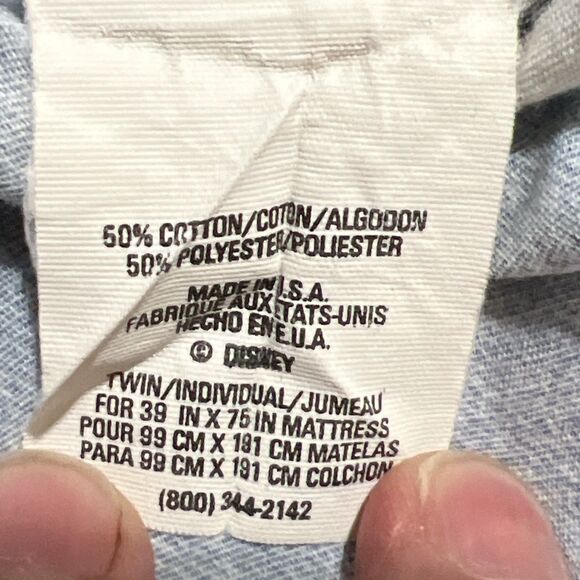 50% COTTON/COTON/ALGODON
50% POLYESTER/POLIESTER
MADE IN U.S.A.
FABRIQUE AUX ETATS-UNIS
HECHO EN E.U.A.
© DISNEY
TWIN/INDIVIDUAL/JUMEAU
FOR 39 IN X 75 IN MATTRESS
POUR 99 CM X 191 CM MATELAS
PARA 99 CM X 191 CM COLCHON
(800) 344-2142